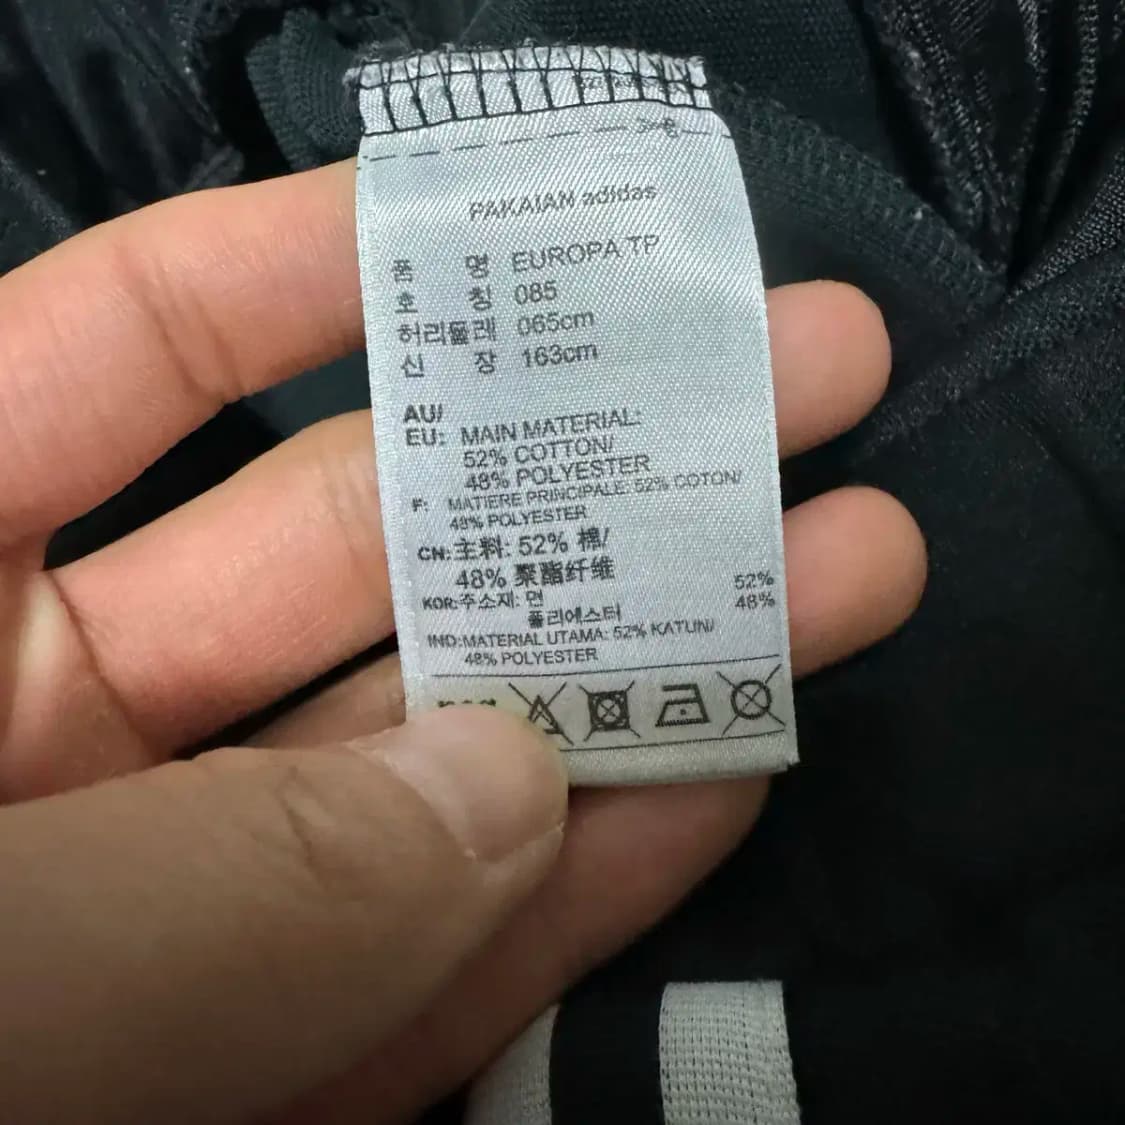 PAKAIAN adidas
품 명 EUROPA TP
호 칭 085
허리둘레 065cm
신 장 163cm
AU/
EU: MAIN MATERIAL:
52% COTTON/
48% POLYESTER
F: MATIERE PRINCIPALE: 52% COTON/
48% POLYESTER
CN: 主料: 52% 棉/
48% 聚酯纤维
KOR: 주소재: 면 52%
폴리에스터 48%
IND: MATERIAL UTAMA: 52% KATUN/
48% POLYESTER